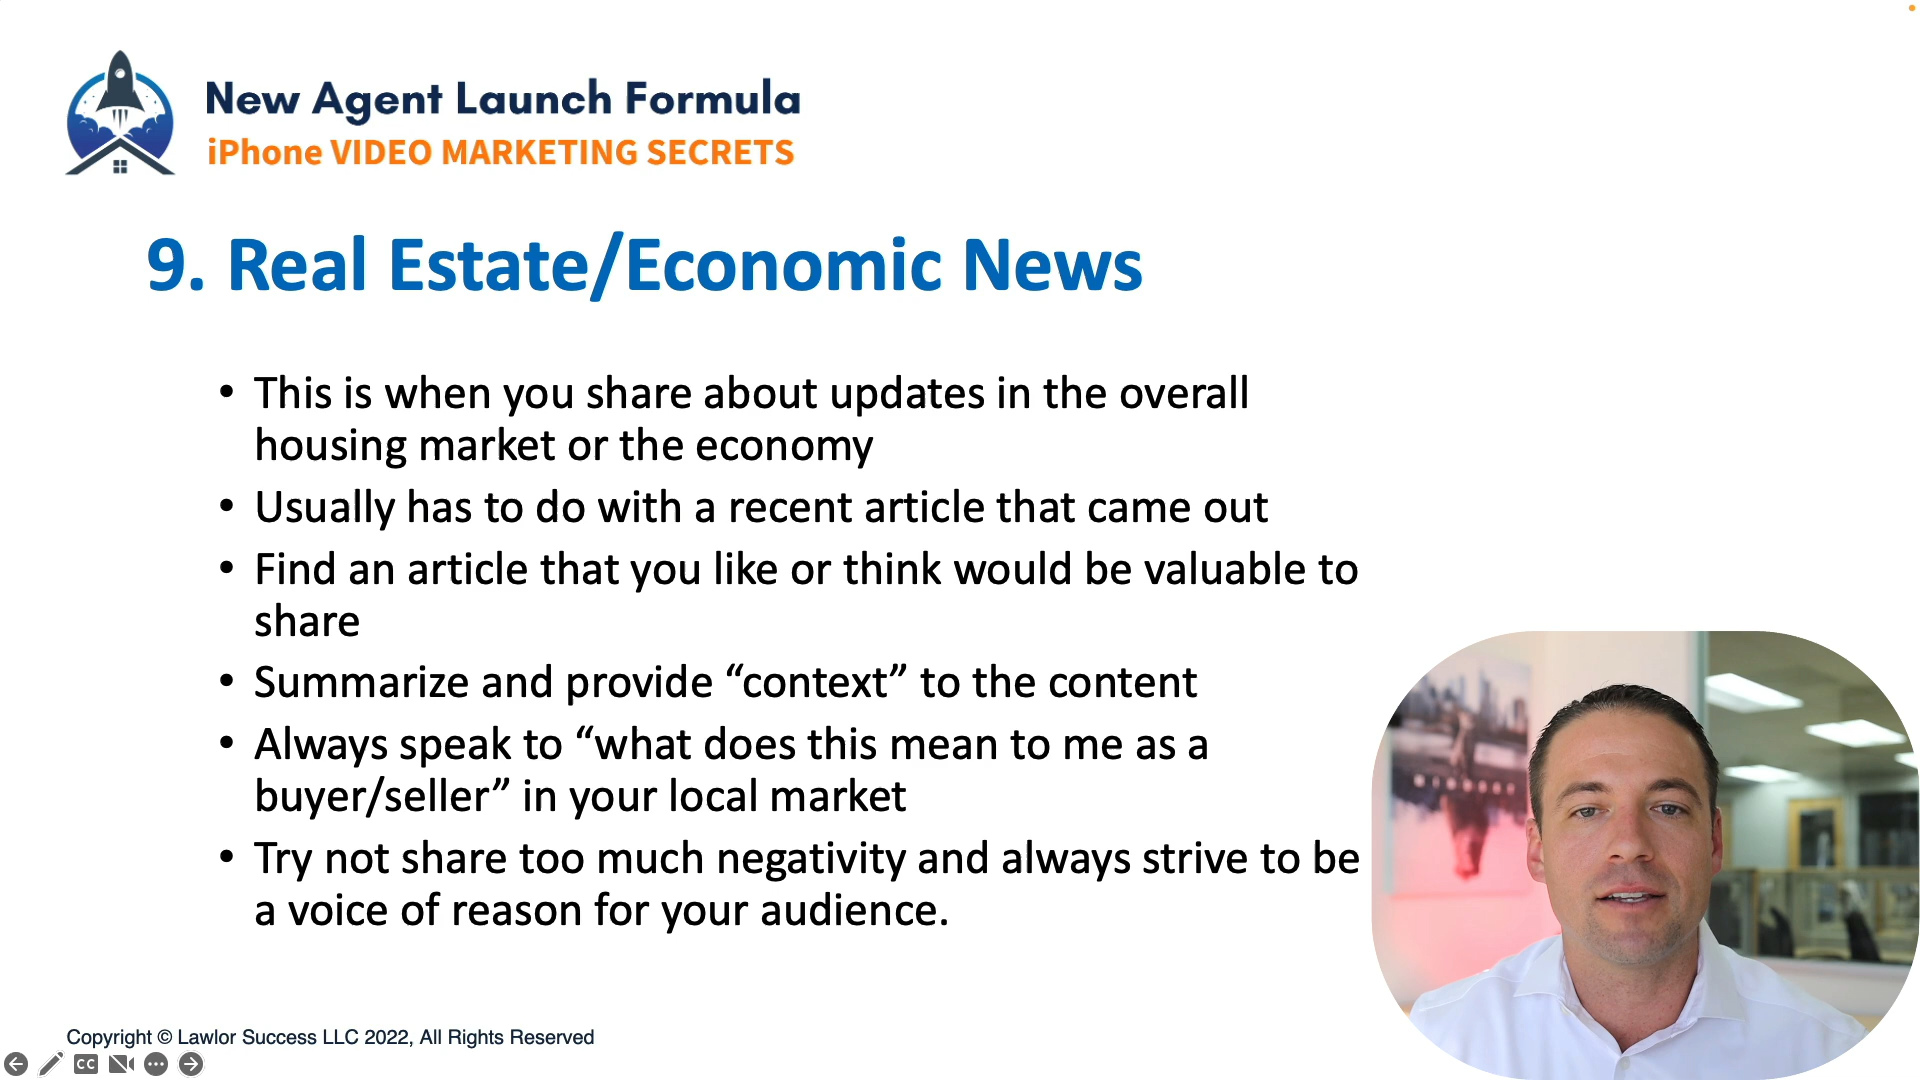 New Agent Launch Formula
iPhone VIDEO MARKETING SECRETS
9. Real Estate/Economic News
• This is when you share about updates in the overall
housing market or the economy
• Usually has to do with a recent article that came out
• Find an article that you like or think would be valuable to
share
• Summarize and provide “context” to the content
• Always speak to “what does this mean to me as a
buyer/seller” in your local market
• Try not share too much negativity and always strive to be
a voice of reason for your audience.
Copyright © Lawlor Success LLC 2022, All Rights Reserved
CC